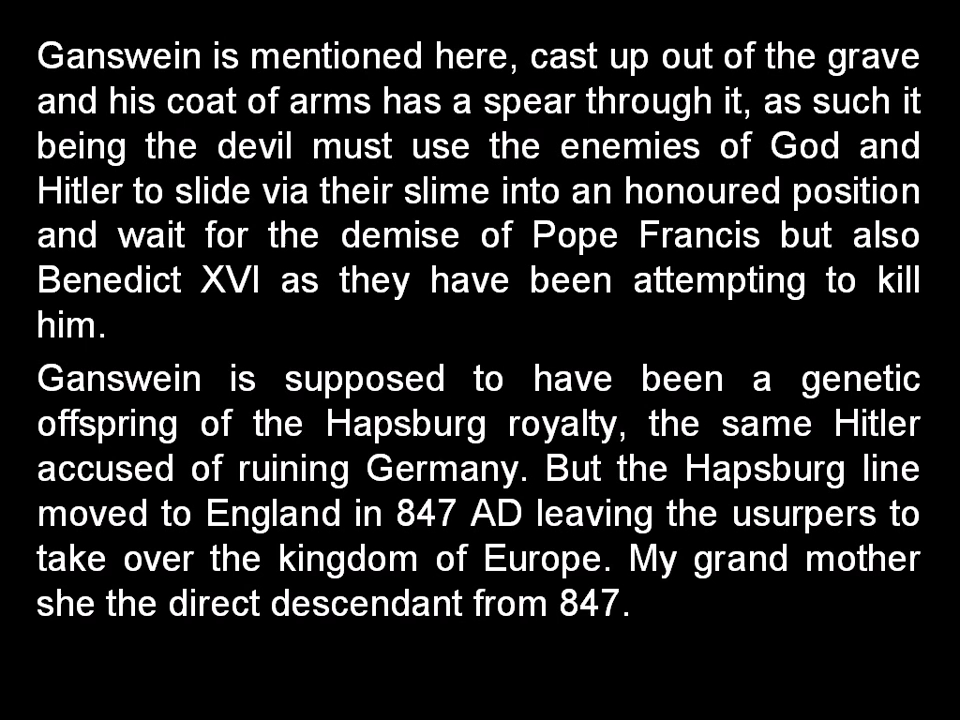 Ganswein is mentioned here, cast up out of the grave
and his coat of arms has a spear through it, as such it
being the devil must use the enemies of God and
Hitler to slide via their slime into an honoured position
and wait for the demise of Pope Francis but also
Benedict XVI as they have been attempting to kill
him.
Ganswein is supposed to have been a genetic
offspring of the Hapsburg royalty, the same Hitler
accused of ruining Germany. But the Hapsburg line
moved to England in 847 AD leaving the usurpers to
take over the kingdom of Europe. My grand mother
she the direct descendant from 847.